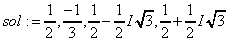 sol := 1/2, -1/3, 1/2 - 1/2 I√3, 1/2 + 1/2 I√3